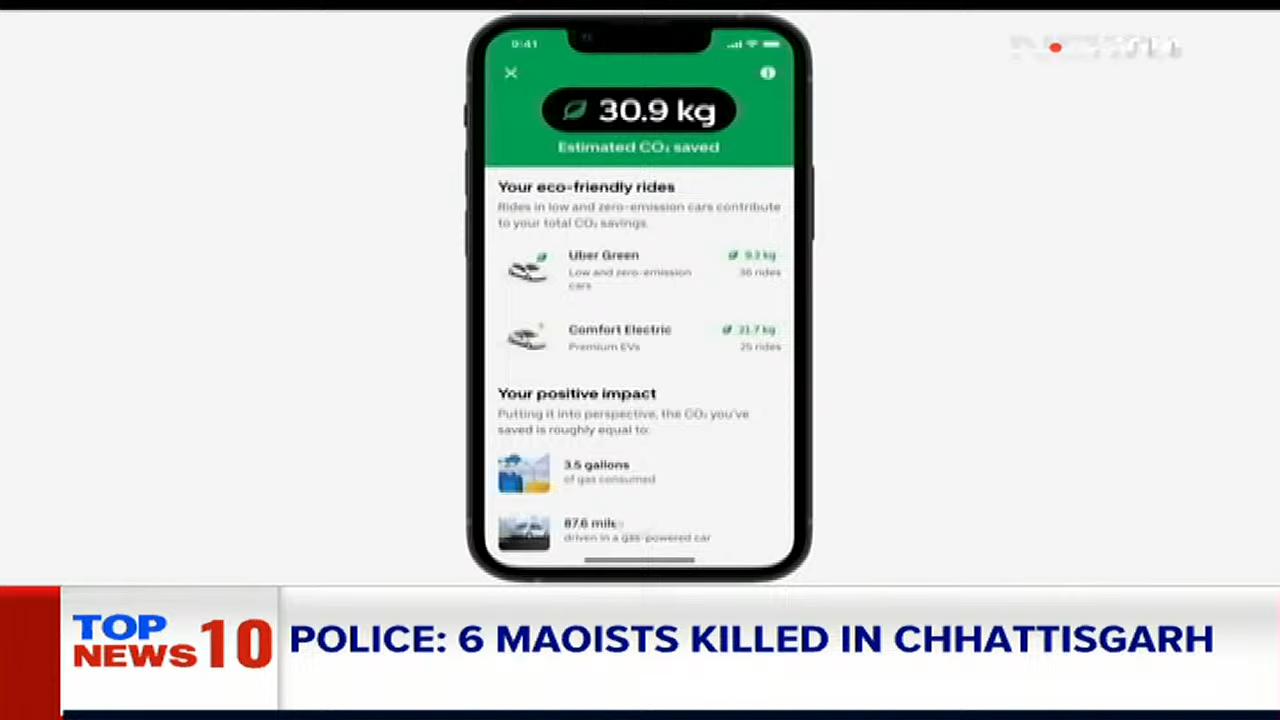 9:41
30.9 kg
Estimated CO₂ saved
Your eco-friendly rides
Rides in low and zero-emission cars contribute
to your total CO₂ savings.
Uber Green
9.2 kg
Low and zero-emission
cars
36 rides
Comfort Electric
21.7 kg
Premium EVs
25 rides
Your positive impact
Putting it into perspective, the CO₂ you've
saved is roughly equal to:
3.5 gallons
of gas consumed
87.6 miles
driven in a gas-powered car
TOP
NEWS 10
POLICE: 6 MAOISTS KILLED IN CHHATTISGARH